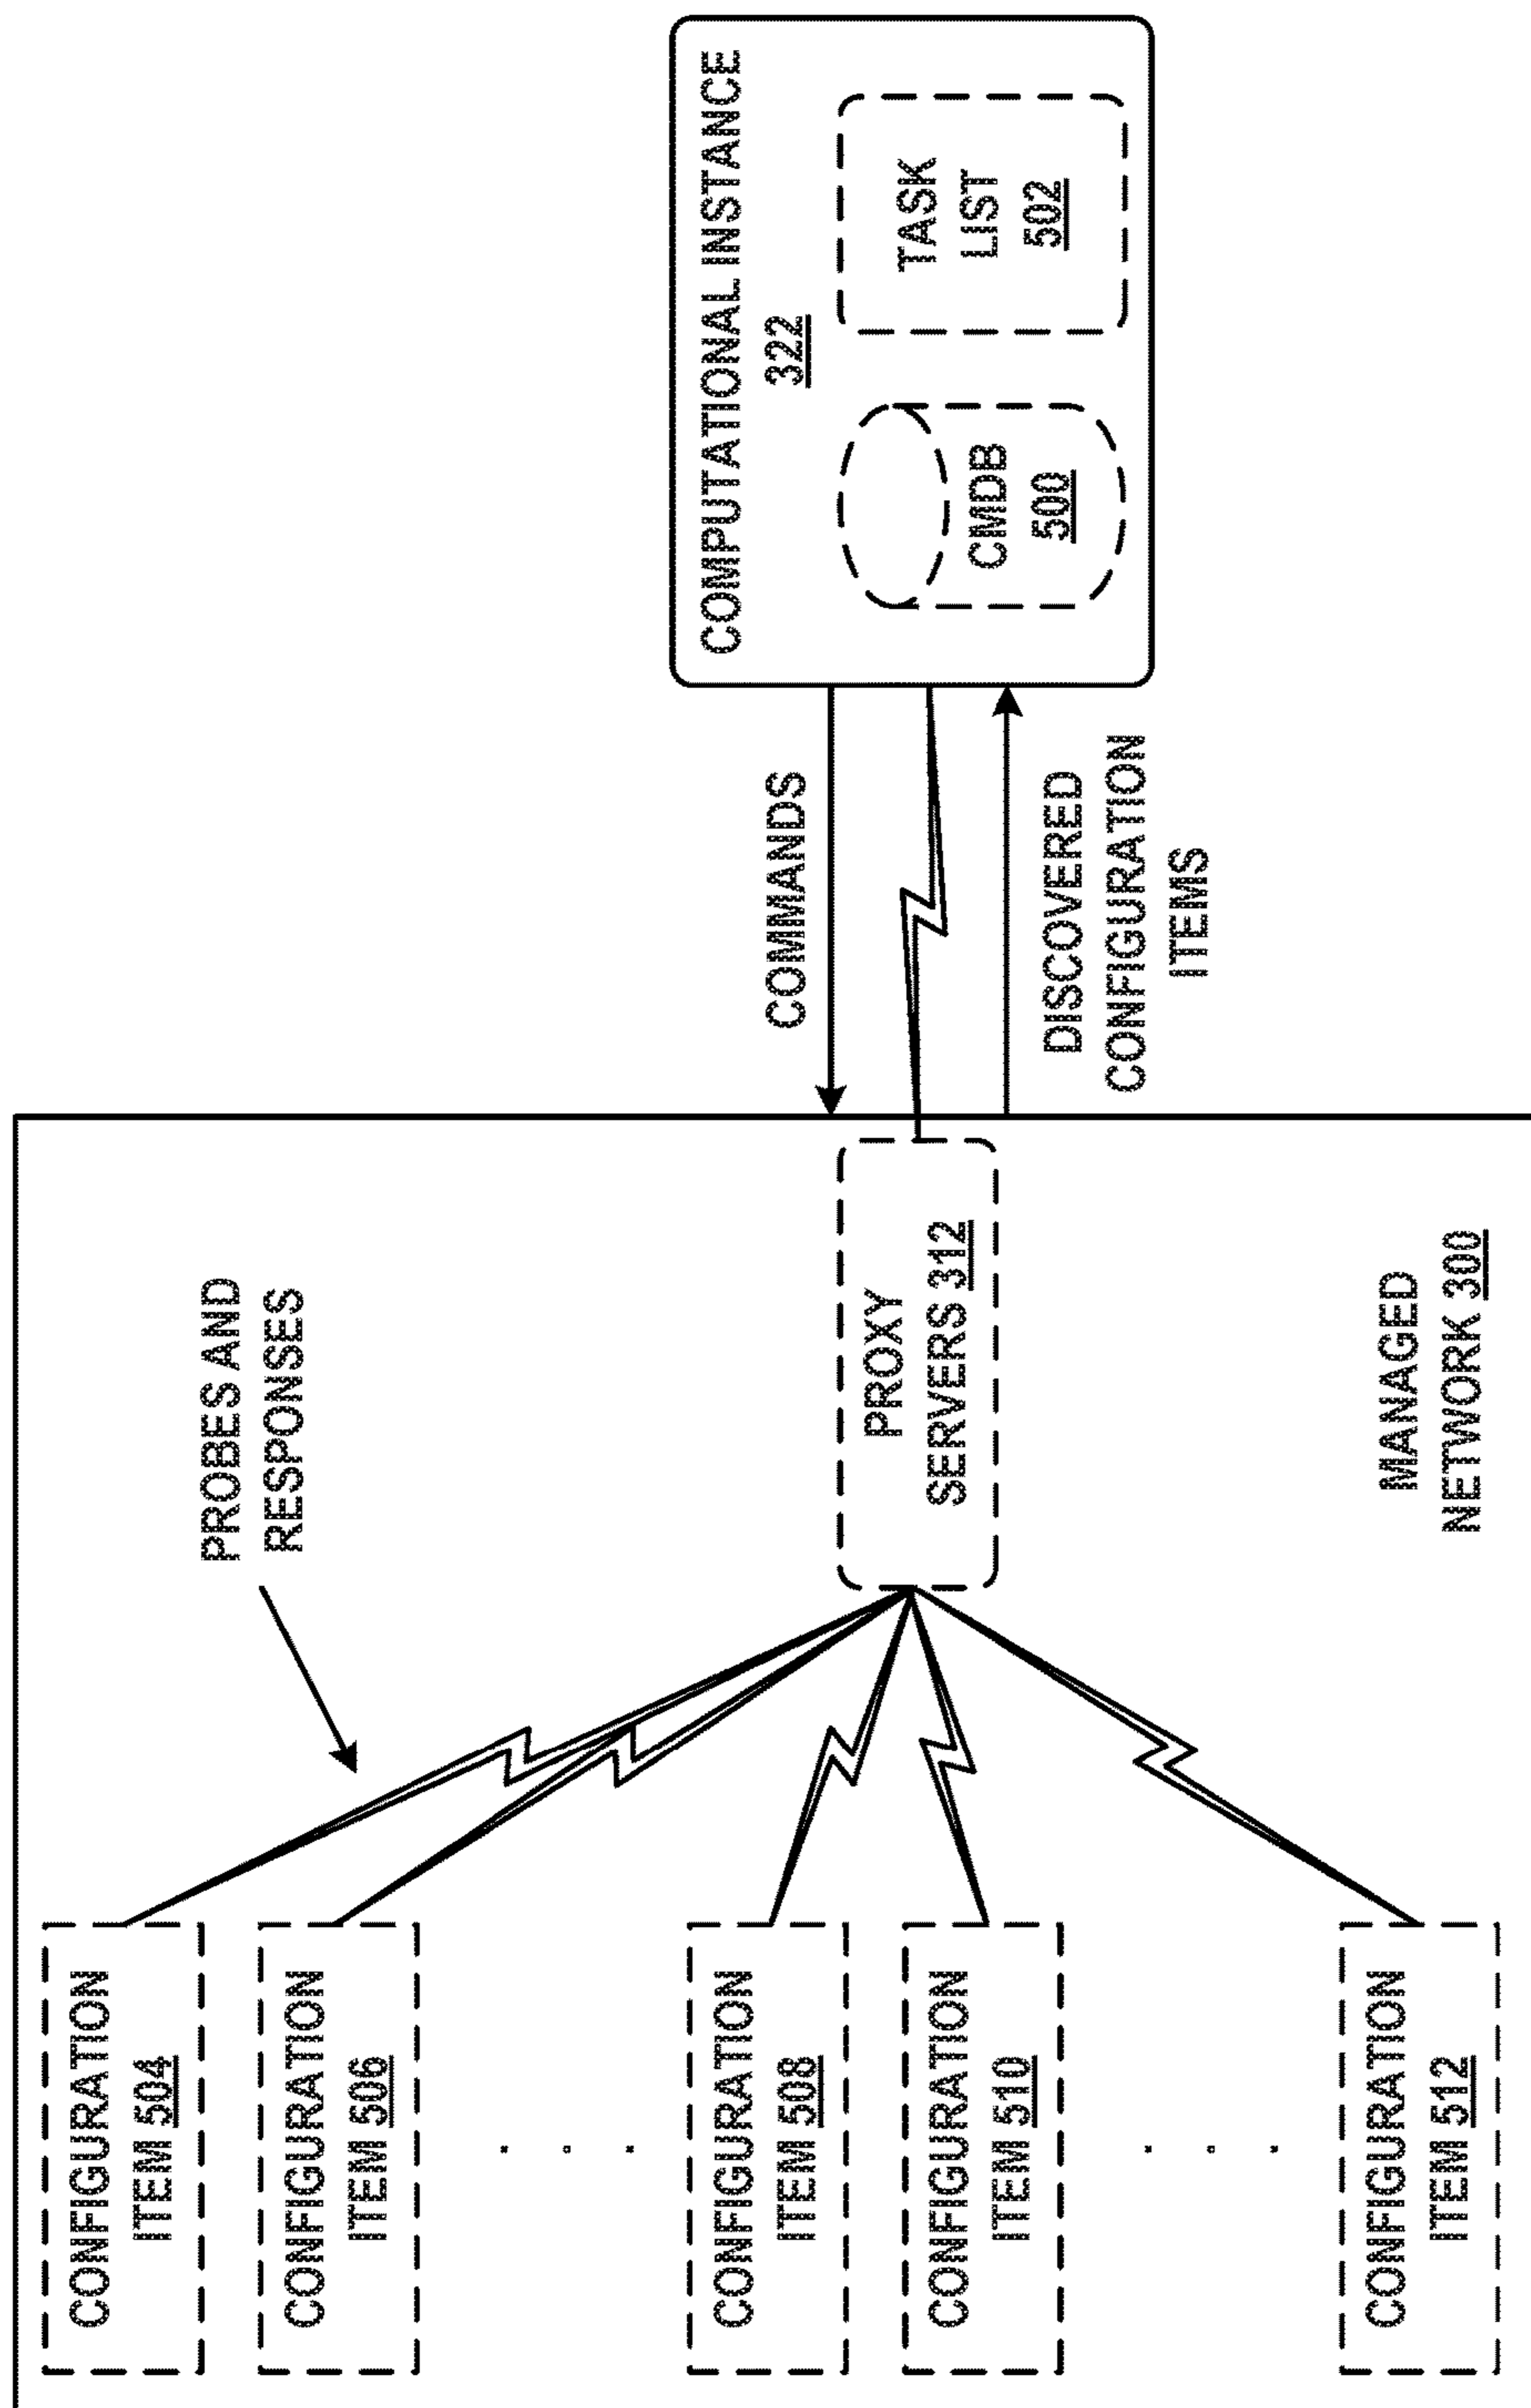 CONFIGURATION
ITEM 504
CONFIGURATION
ITEM 506
CONFIGURATION
ITEM 508
CONFIGURATION
ITEM 510
CONFIGURATION
ITEM 512
PROBES AND
RESPONSES
PROXY
SERVERS 312
MANAGED
NETWORK 300
COMMANDS
DISCOVERED
CONFIGURATION
ITEMS
COMPUTATIONAL INSTANCE
322
CMDB
500
TASK
LIST
502